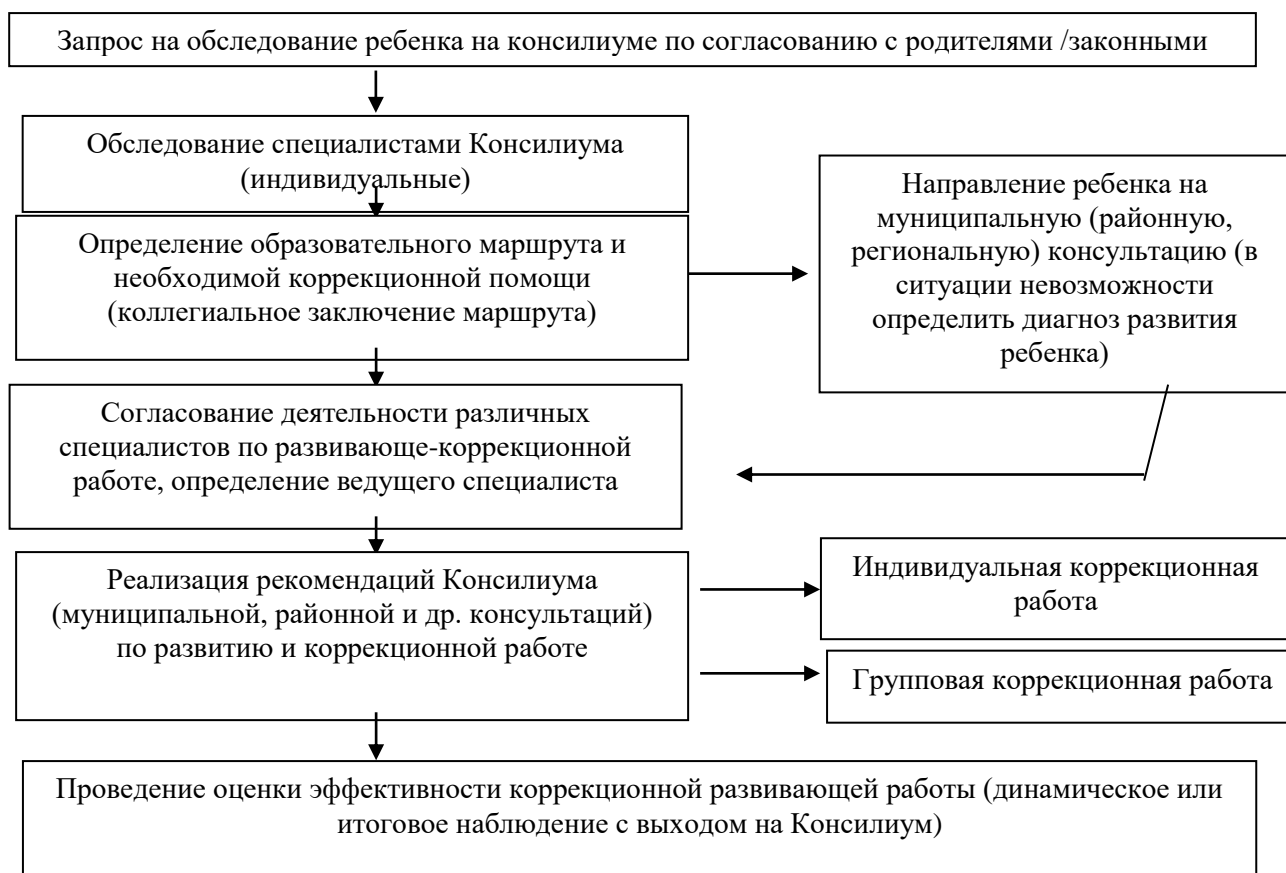 Запрос на обследование ребенка на консилиуме по согласованию с родителями /законными
Обследование специалистами Консилиума
(индивидуальные)
Определение образовательного маршрута и
необходимой коррекционной помощи
(коллегиальное заключение маршрута)
Направление ребенка на
муниципальную (районную,
региональную) консультацию (в
ситуации невозможности
определить диагноз развития
ребенка)
Согласование деятельности различных
специалистов по развивающе-коррекционной
работе, определение ведущего специалиста
Реализация рекомендаций Консилиума
(муниципальной, районной и др. консультаций)
по развитию и коррекционной работе
Индивидуальная коррекционная
работа
Групповая коррекционная работа
Проведение оценки эффективности коррекционной развивающей работы (динамическое или
итоговое наблюдение с выходом на Консилиум)